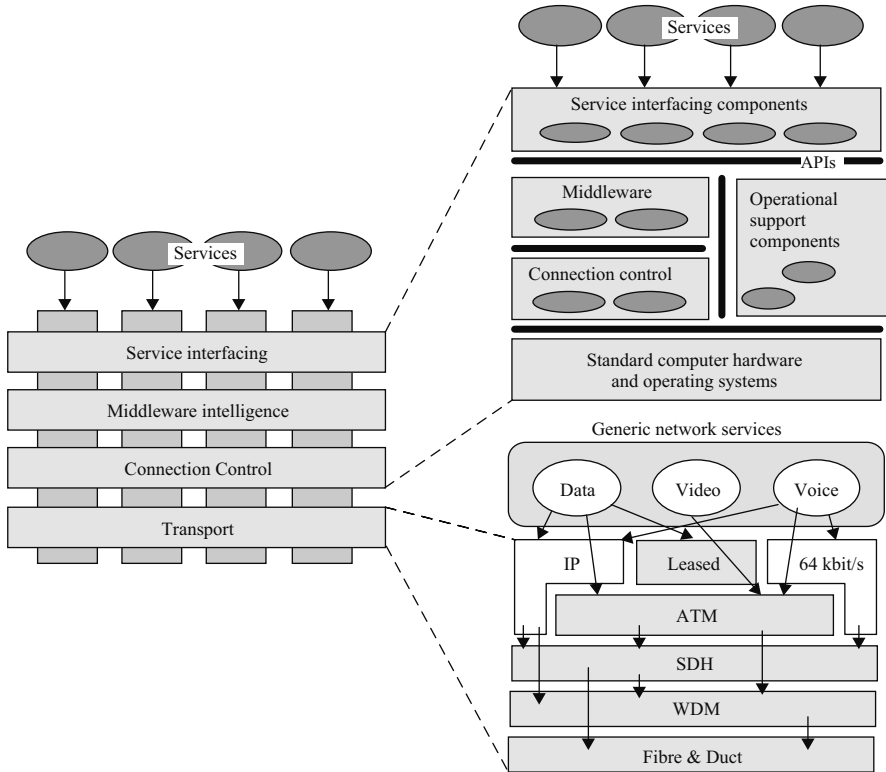 Services
Service interfacing
Middleware intelligence
Connection Control
Transport
Services
Service interfacing components
APIs
Middleware
Operational
support
components
Connection control
Standard computer hardware
and operating systems
Generic network services
Data
Video
Voice
IP
Leased
64 kbit/s
ATM
SDH
WDM
Fibre & Duct